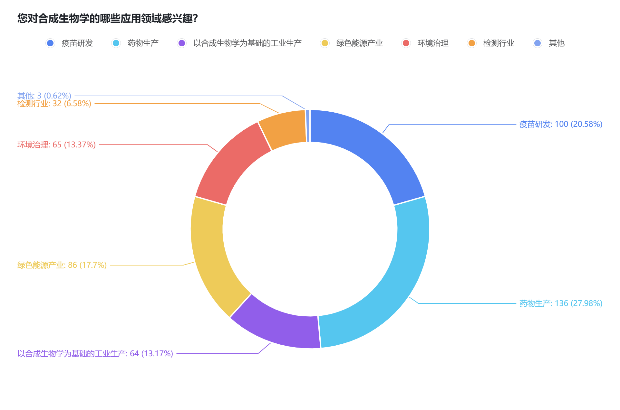 您对合成生物学的哪些应用领域感兴趣?
疫苗研发 药物生产 以合成生物学为基础的工业生产 绿色能源产业 环境治理 检测行业 其他
其他: 3 (0.62%)
检测行业: 32 (6.58%)
疫苗研发: 100 (20.58%)
环境治理: 65 (13.37%)
绿色能源产业: 86 (17.7%)
药物生产: 136 (27.98%)
以合成生物学为基础的工业生产: 64 (13.17%)